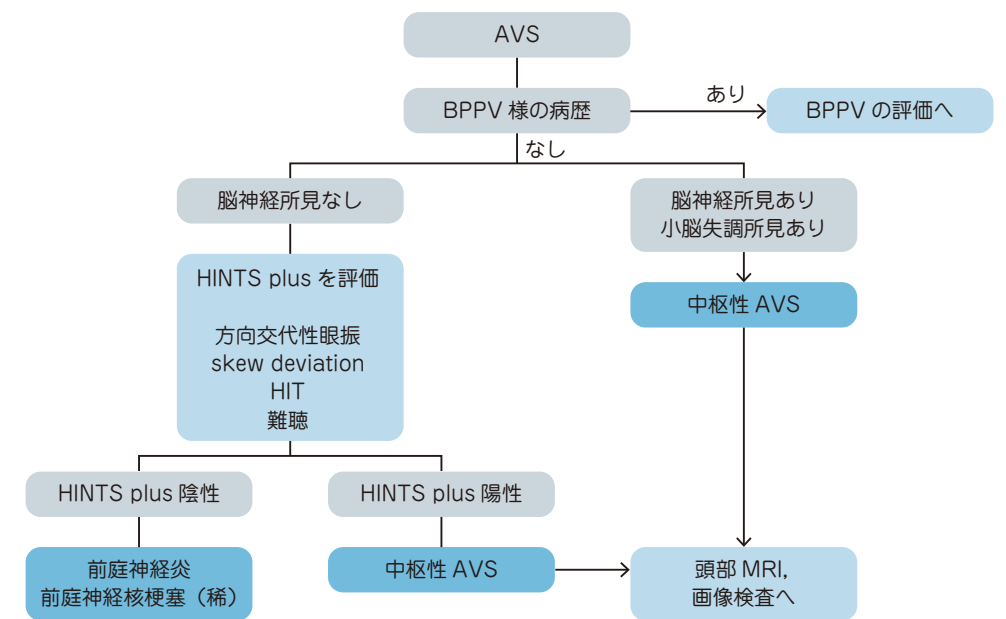 AVS
BPPV 様の病歴
あり
BPPV の評価へ
なし
脳神経所見なし
脳神経所見あり
小脳失調所見あり
HINTS plus を評価
方向交代性眼振
skew deviation
HIT
難聴
中枢性 AVS
HINTS plus 陰性
HINTS plus 陽性
前庭神経炎
前庭神経核梗塞（稀）
中枢性 AVS
頭部 MRI,
画像検査へ